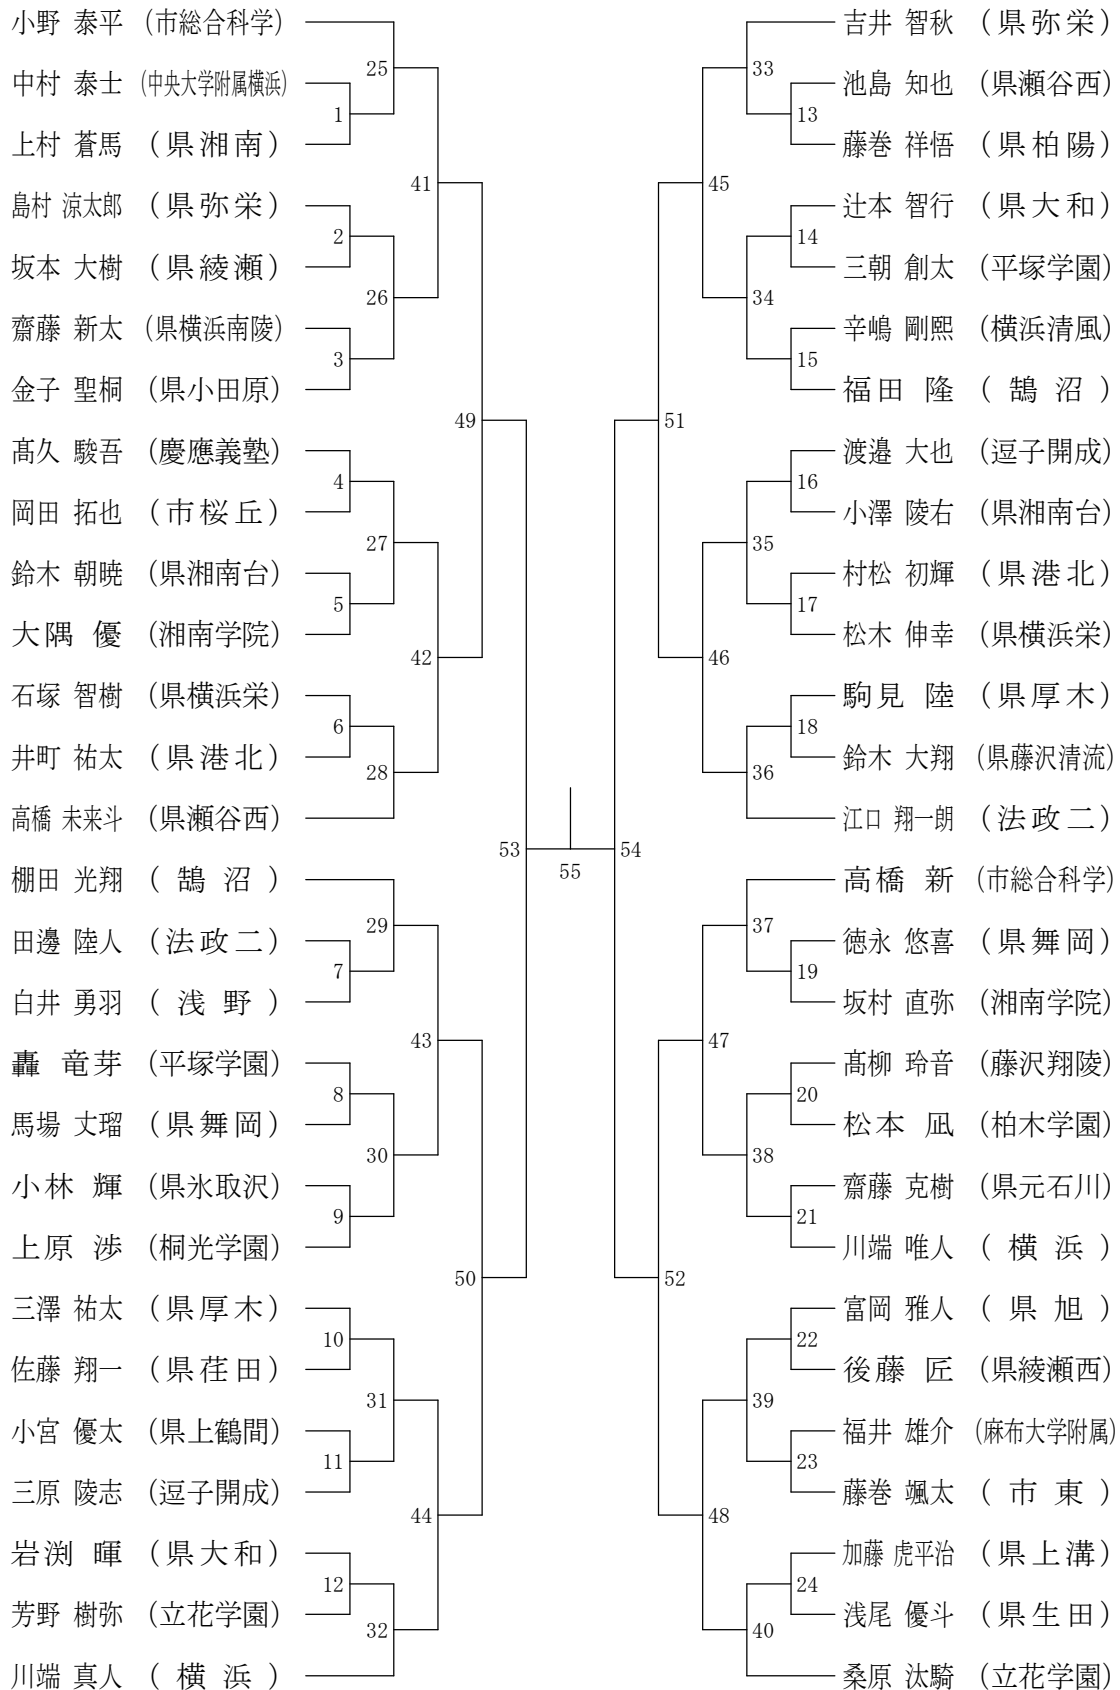 小野 泰平 (市総合科学)
25
中村 泰士 (中央大学附属横浜)
1
上村 蒼馬 (県湘南)
41
島村 涼太郎 (県弥栄)
2
坂本 大樹 (県綾瀬)
26
齋藤 新太 (県横浜南陵)
3
金子 聖桐 (県小田原)
49
髙久 駿吾 (慶應義塾)
4
岡田 拓也 (市桜丘)
27
鈴木 朝暁 (県湘南台)
5
大隅 優 (湘南学院)
42
石塚 智樹 (県横浜栄)
6
井町 祐太 (県港北)
28
高橋 未来斗 (県瀬谷西)
53
棚田 光翔 (鵠沼)
29
田邊 陸人 (法政二)
7
白井 勇羽 (浅野)
43
轟 竜芽 (平塚学園)
8
馬場 丈瑠 (県舞岡)
30
小林 輝 (県氷取沢)
9
上原 渉 (桐光学園)
50
三澤 祐太 (県厚木)
10
佐藤 翔一 (県荏田)
31
小宮 優太 (県上鶴間)
11
三原 陵志 (逗子開成)
44
岩渕 暉 (県大和)
12
芳野 樹弥 (立花学園)
32
川端 真人 (横浜)
55
吉井 智秋 (県弥栄)
33
池島 知也 (県瀬谷西)
13
藤巻 祥悟 (県柏陽)
45
辻本 智行 (県大和)
14
三朝 創太 (平塚学園)
34
辛嶋 剛熙 (横浜清風)
15
福田 隆 (鵠沼)
51
渡邉 大也 (逗子開成)
16
小澤 陵右 (県湘南台)
35
村松 初輝 (県港北)
17
松木 伸幸 (県横浜栄)
46
駒見 陸 (県厚木)
18
鈴木 大翔 (県藤沢清流)
36
江口 翔一朗 (法政二)
54
高橋 新 (市総合科学)
37
徳永 悠喜 (県舞岡)
19
坂村 直弥 (湘南学院)
47
髙柳 玲音 (藤沢翔陵)
20
松本 凪 (柏木学園)
38
齋藤 克樹 (県元石川)
21
川端 唯人 (横浜)
52
富岡 雅人 (県旭)
22
後藤 匠 (県綾瀬西)
39
福井 雄介 (麻布大学附属)
23
藤巻 颯太 (市東)
48
加藤 虎平治 (県上溝)
24
浅尾 優斗 (県生田)
40
桑原 汰騎 (立花学園)